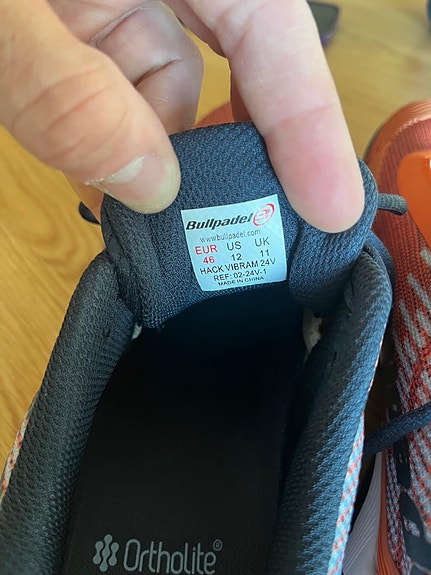 Bullpadel
www.bullpadel.com
EUR US UK
46 12 11
HACK VIBRAM 24V
REF: 02-24V-1
MADE IN CHINA
Ortholite®